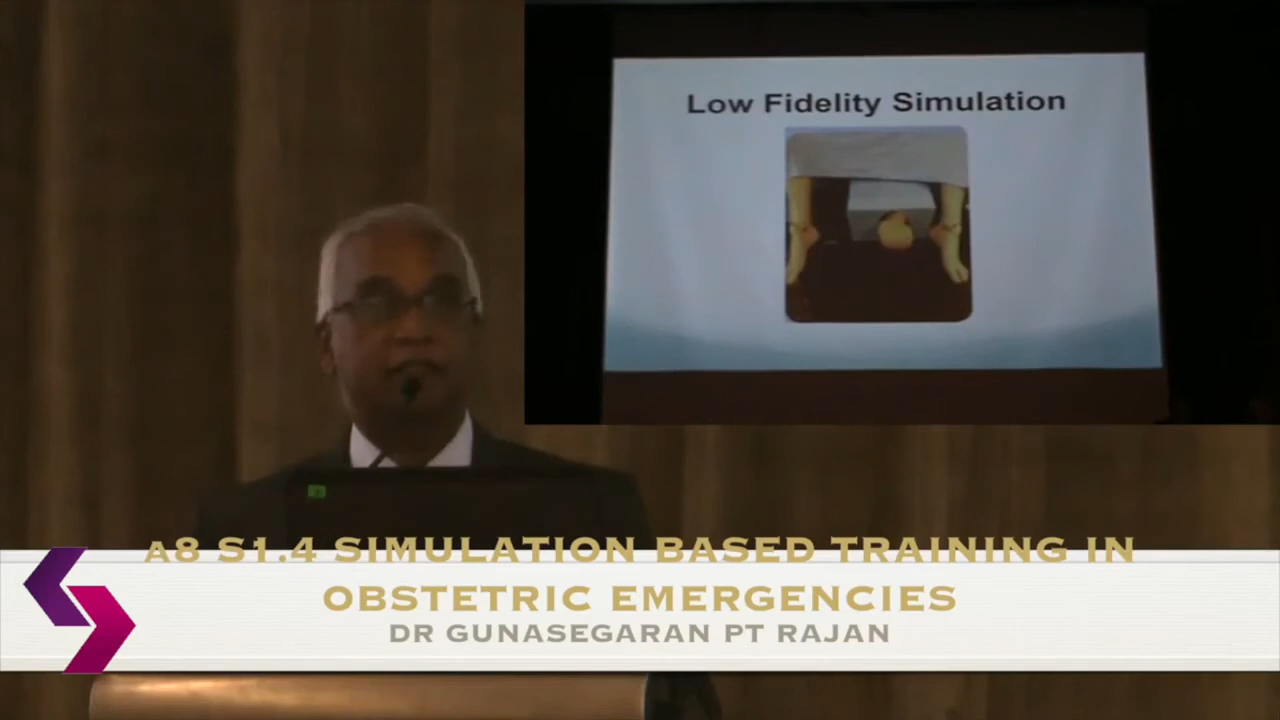 Low Fidelity Simulation
A8 S1.4 SIMULATION BASED TRAINING IN
OBSTETRIC EMERGENCIES
DR GUNASEGARAN PT RAJAN